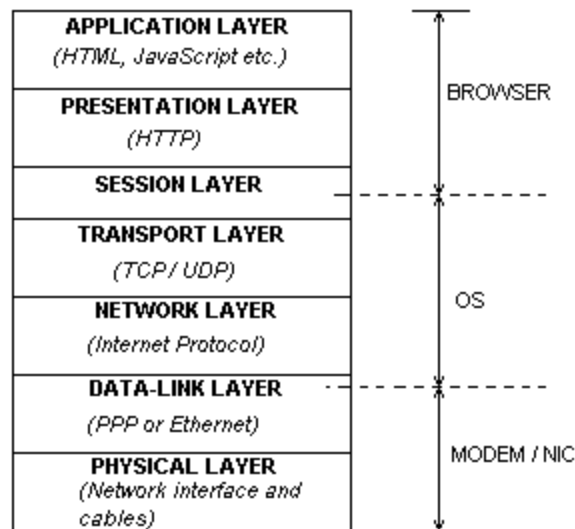 APPLICATION LAYER
(HTML, JavaScript etc.)
PRESENTATION LAYER
(HTTP)
SESSION LAYER
TRANSPORT LAYER
(TCP / UDP)
NETWORK LAYER
(Internet Protocol)
DATA-LINK LAYER
(PPP or Ethernet)
PHYSICAL LAYER
(Network interface and
cables)
BROWSER
OS
MODEM / NIC